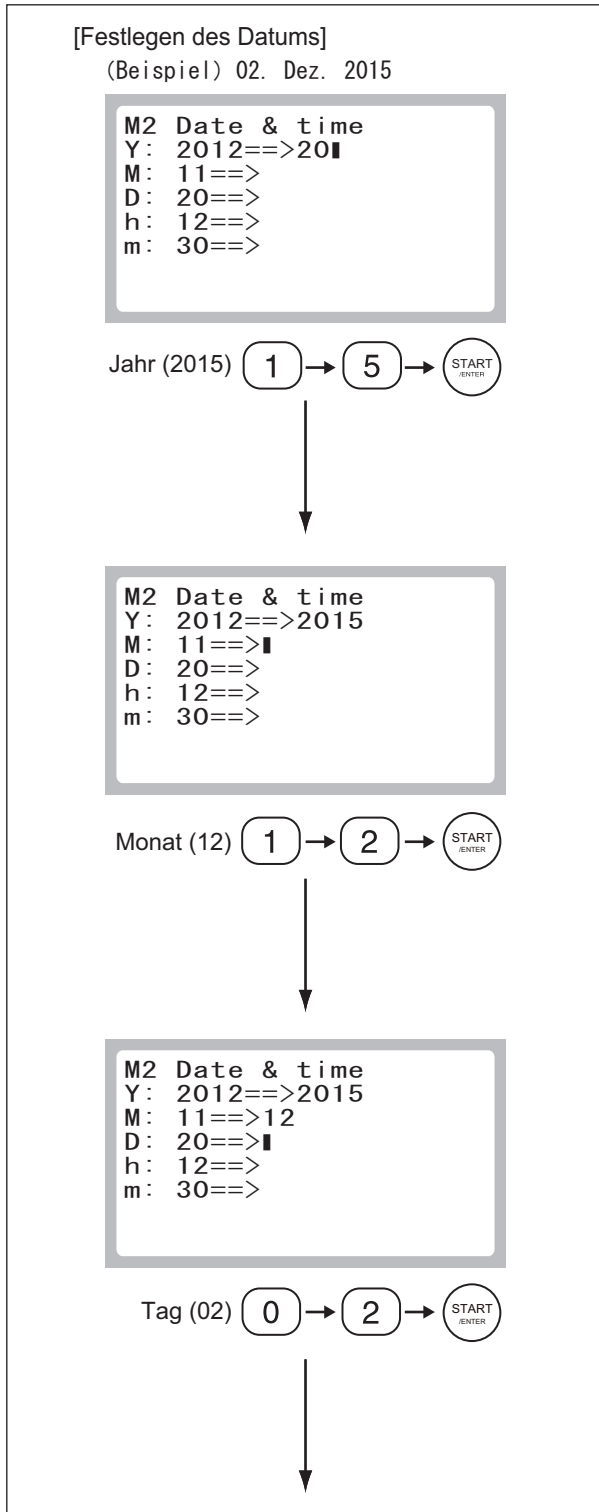 [Festlegen des Datums]
(Beispiel) 02. Dez. 2015
M2 Date & time
Y: 2012==>20▮
M: 11==>
D: 20==>
h: 12==>
m: 30==>
Jahr (2015) 1 → 5 → START /ENTER
M2 Date & time
Y: 2012==>2015
M: 11==>▮
D: 20==>
h: 12==>
m: 30==>
Monat (12) 1 → 2 → START /ENTER
M2 Date & time
Y: 2012==>2015
M: 11==>12
D: 20==>▮
h: 12==>
m: 30==>
Tag (02) 0 → 2 → START /ENTER